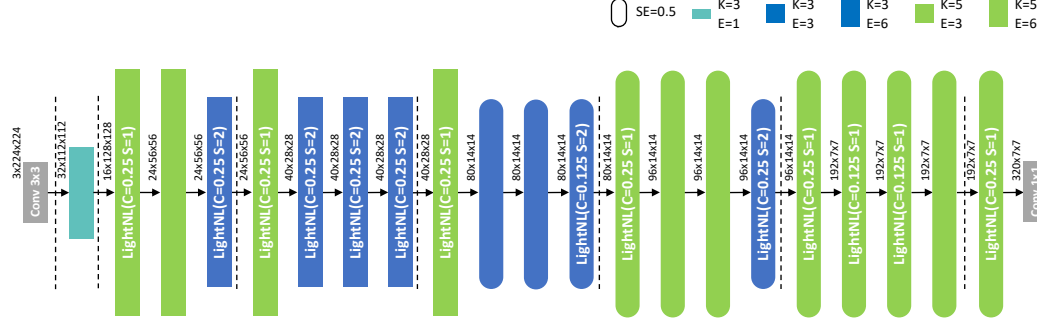 SE=0.5
K=3
E=1
K=3
E=3
K=3
E=6
K=5
E=3
K=5
E=6
3x224x224
Conv 3x3
32x112x112
16x128x128
LightNL(C=0.25 S=1)
24x56x56
24x56x56
LightNL(C=0.25 S=2)
24x56x56
LightNL(C=0.25 S=1)
40x28x28
LightNL(C=0.25 S=2)
40x28x28
LightNL(C=0.25 S=2)
40x28x28
LightNL(C=0.25 S=2)
40x28x28
LightNL(C=0.25 S=1)
80x14x14
80x14x14
80x14x14
LightNL(C=0.125 S=2)
80x14x14
LightNL(C=0.25 S=1)
96x14x14
96x14x14
96x14x14
LightNL(C=0.25 S=2)
96x14x14
LightNL(C=0.25 S=1)
192x7x7
LightNL(C=0.125 S=1)
192x7x7
LightNL(C=0.125 S=1)
192x7x7
192x7x7
LightNL(C=0.25 S=1)
320x7x7
Conv 1x1